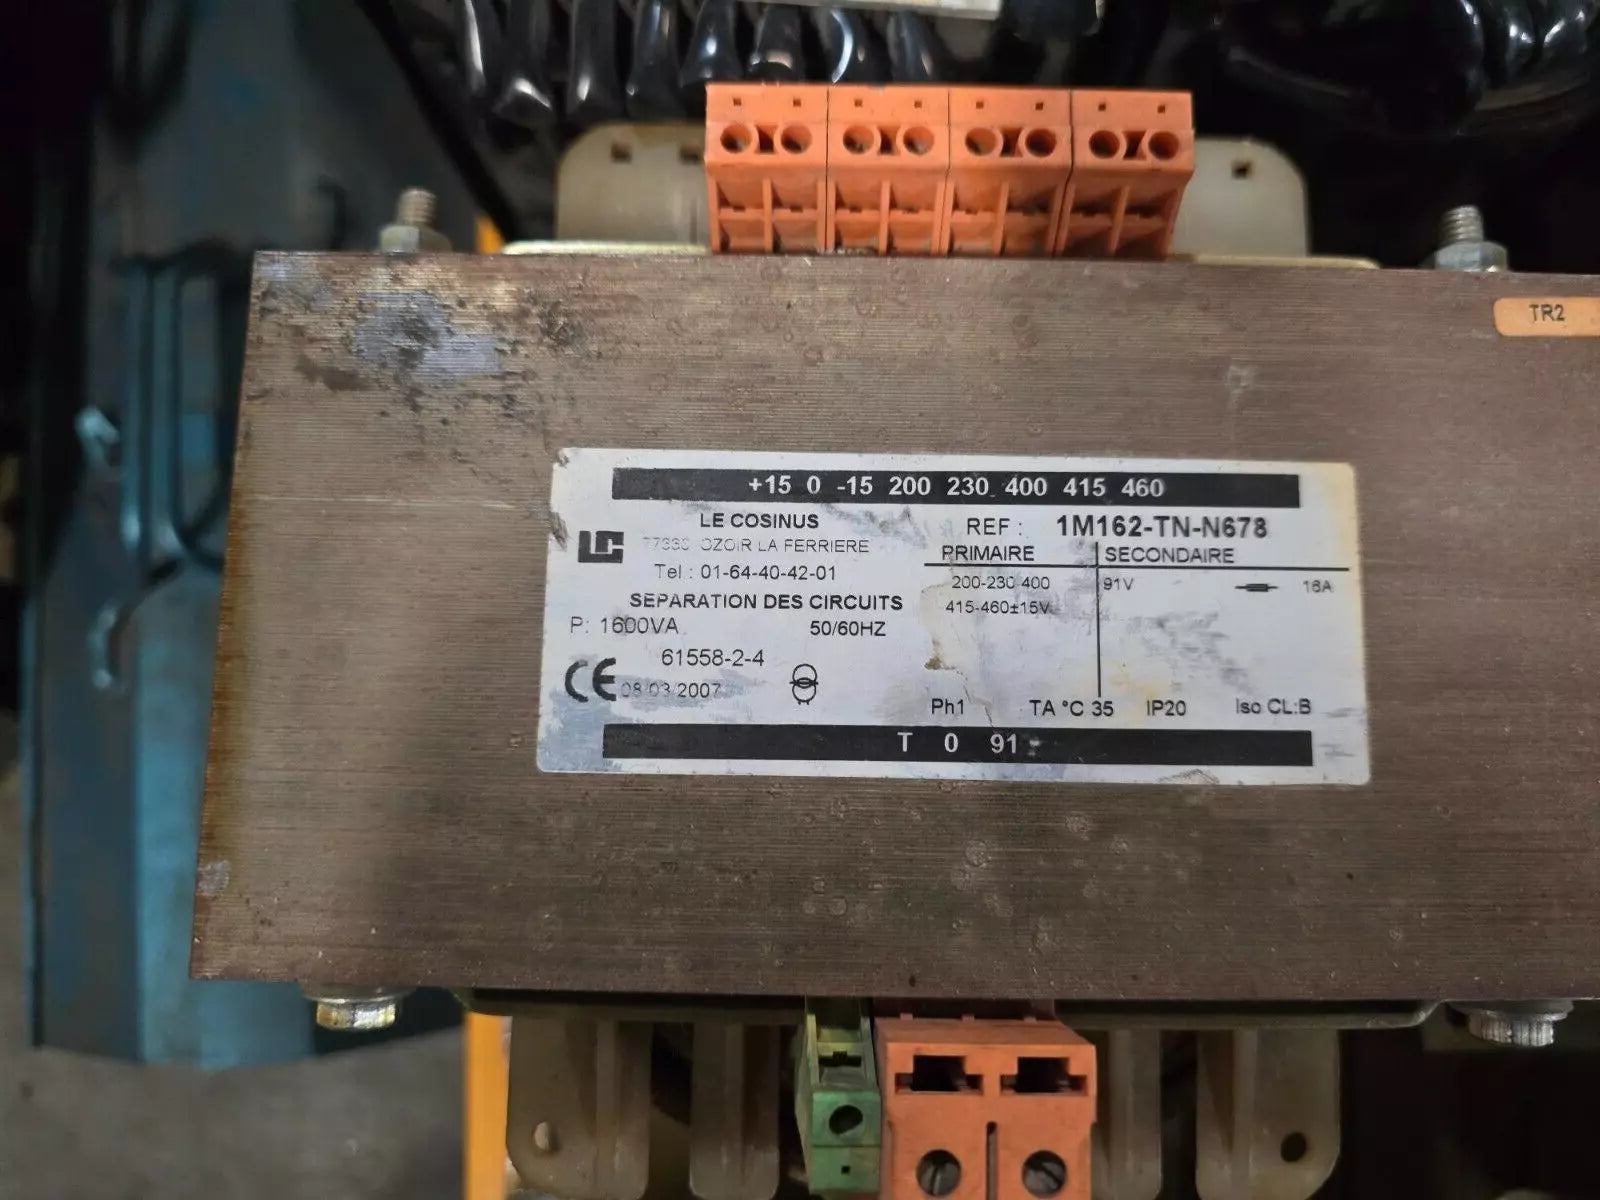 TR2
+15 0 -15 200 230 400 415 460
LC
LE COSINUS
OZOIR LA FERRIERE
Tel : 01-64-40-42-01
SEPARATION DES CIRCUITS
P: 1600VA 50/60HZ
61558-2-4
CE 08/03/2007
REF : 1M162-TN-N678
PRIMAIRE SECONDAIRE
200-230-400 91V
415-460±15V
Ph1 TA °C 35 IP20 Iso CL:B
T 0 91